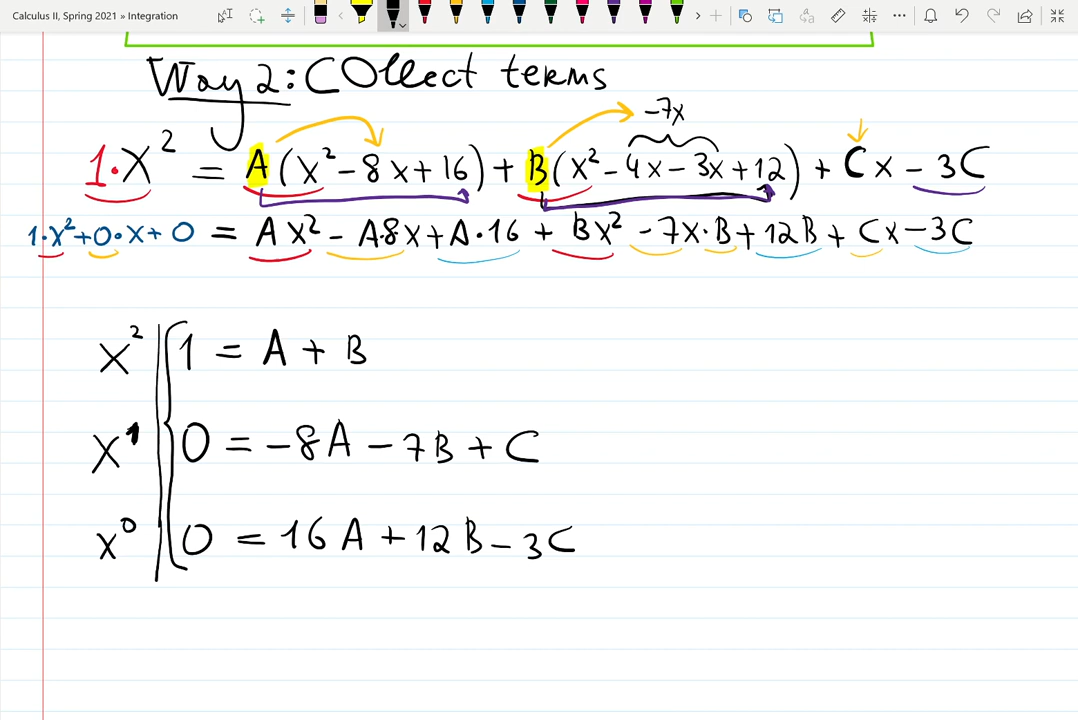 Calculus II, Spring 2021 » Integration
Way 2: Collect terms
-7x
1·x² = A(x² - 8x + 16) + B(x² - 4x - 3x + 12) + Cx - 3C
1·x² + 0·x + 0 = Ax² - A·8x + A·16 + Bx² - 7x·B + 12B + Cx - 3C
x² | { 1 = A + B
x¹ | { 0 = -8A - 7B + C
x⁰ | { 0 = 16A + 12B - 3C